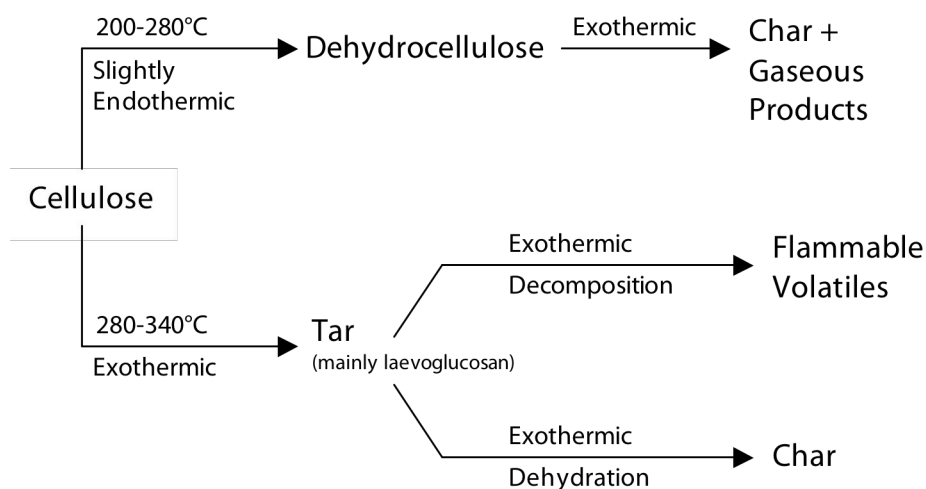 200-280°C
Slightly
Endothermic
Dehydrocellulose
Exothermic
Char +
Gaseous
Products
Cellulose
280-340°C
Exothermic
Tar
(mainly laevoglucosan)
Exothermic
Decomposition
Flammable
Volatiles
Exothermic
Dehydration
Char